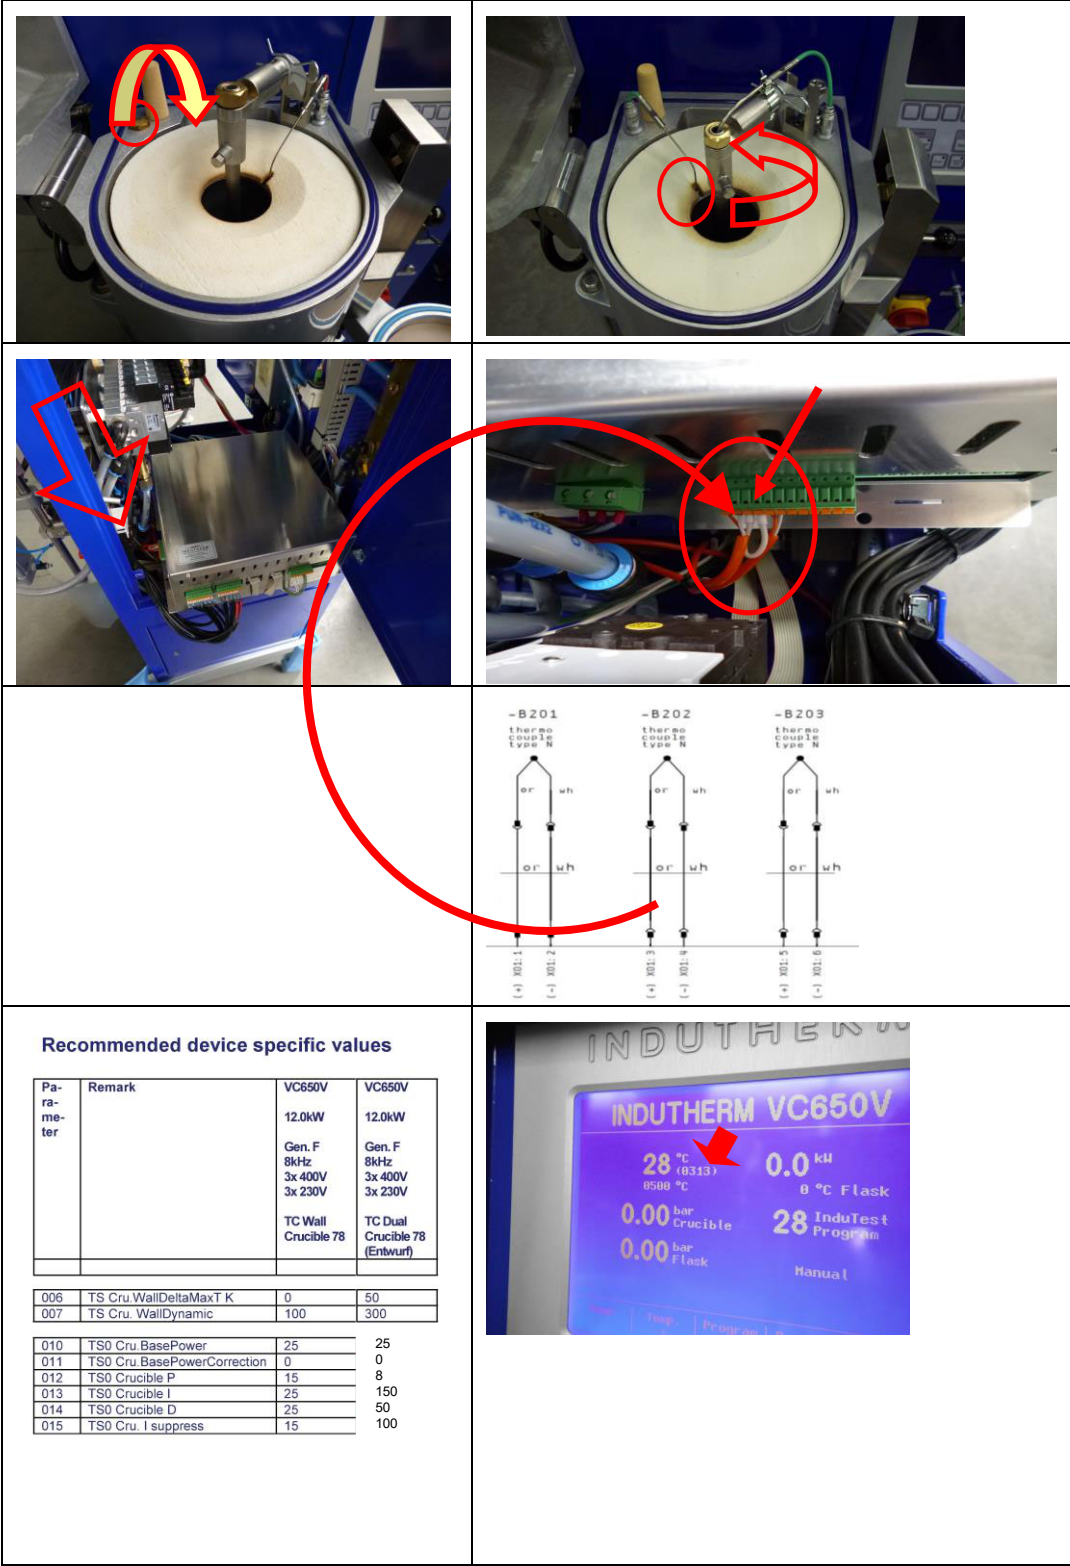 PUN-12X2
-B201
thermo
couple
type N
or wh
or wh
(+) X01:1
(-) X01:2
-B202
thermo
couple
type N
or wh
or wh
(+) X01:3
(-) X01:4
-B203
thermo
couple
type N
or wh
or wh
(+) X01:5
(-) X01:6
Recommended device specific values
Pa-
ra-
me-
ter
Remark
VC650V
12.0kW
Gen. F
8kHz
3x 400V
3x 230V
TC Wall
Crucible 78
VC650V
12.0kW
Gen. F
8kHz
3x 400V
3x 230V
TC Dual
Crucible 78
(Entwurf)
006 TS Cru.WallDeltaMaxT K 0 50
007 TS Cru. WallDynamic 100 300
010 TS0 Cru.BasePower 25 25
011 TS0 Cru.BasePowerCorrection 0 0
012 TS0 Crucible P 15 8
013 TS0 Crucible I 25 150
014 TS0 Crucible D 25 50
015 TS0 Cru. I suppress 15 100
INDUTHERM
INDUTHERM VC650V
28 °C (0313) 0.0 kW
0500 °C 0 °C Flask
0.00 bar Crucible 28 InduTest Program
0.00 bar Flask Manual
Temp. Program